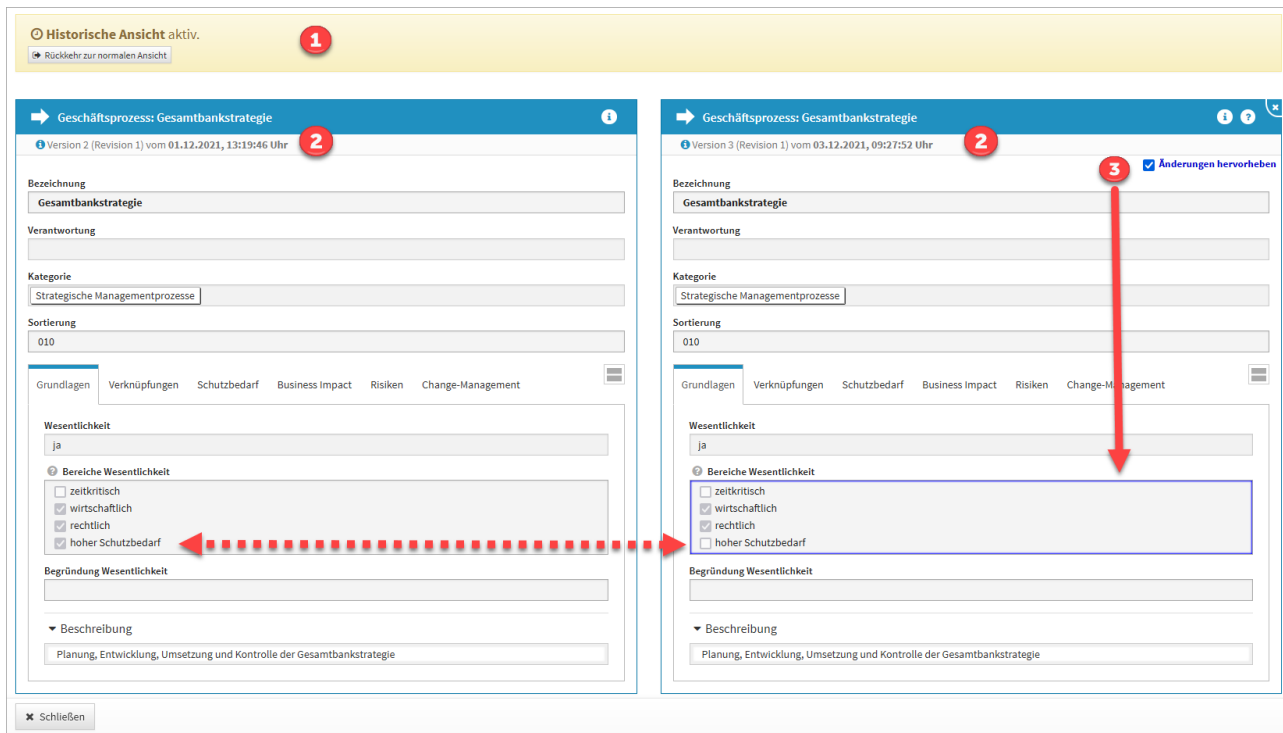 Historische Ansicht aktiv.
1
Rückkehr zur normalen Ansicht
Geschäftsprozess: Gesamtbankstrategie
Version 2 (Revision 1) vom 01.12.2021, 13:19:46 Uhr
2
Bezeichnung
Gesamtbankstrategie
Verantwortung
Kategorie
Strategische Managementprozesse
Sortierung
010
Grundlagen Verknüpfungen Schutzbedarf Business Impact Risiken Change-Management
Wesentlichkeit
ja
Bereiche Wesentlichkeit
zeitkritisch
wirtschaftlich
rechtlich
hoher Schutzbedarf
Begründung Wesentlichkeit
Beschreibung
Planung, Entwicklung, Umsetzung und Kontrolle der Gesamtbankstrategie
Geschäftsprozess: Gesamtbankstrategie
Version 3 (Revision 1) vom 03.12.2021, 09:27:52 Uhr
2
3
Änderungen hervorheben
Bezeichnung
Gesamtbankstrategie
Verantwortung
Kategorie
Strategische Managementprozesse
Sortierung
010
Grundlagen Verknüpfungen Schutzbedarf Business Impact Risiken Change-Management
Wesentlichkeit
ja
Bereiche Wesentlichkeit
zeitkritisch
wirtschaftlich
rechtlich
hoher Schutzbedarf
Begründung Wesentlichkeit
Beschreibung
Planung, Entwicklung, Umsetzung und Kontrolle der Gesamtbankstrategie
Schließen